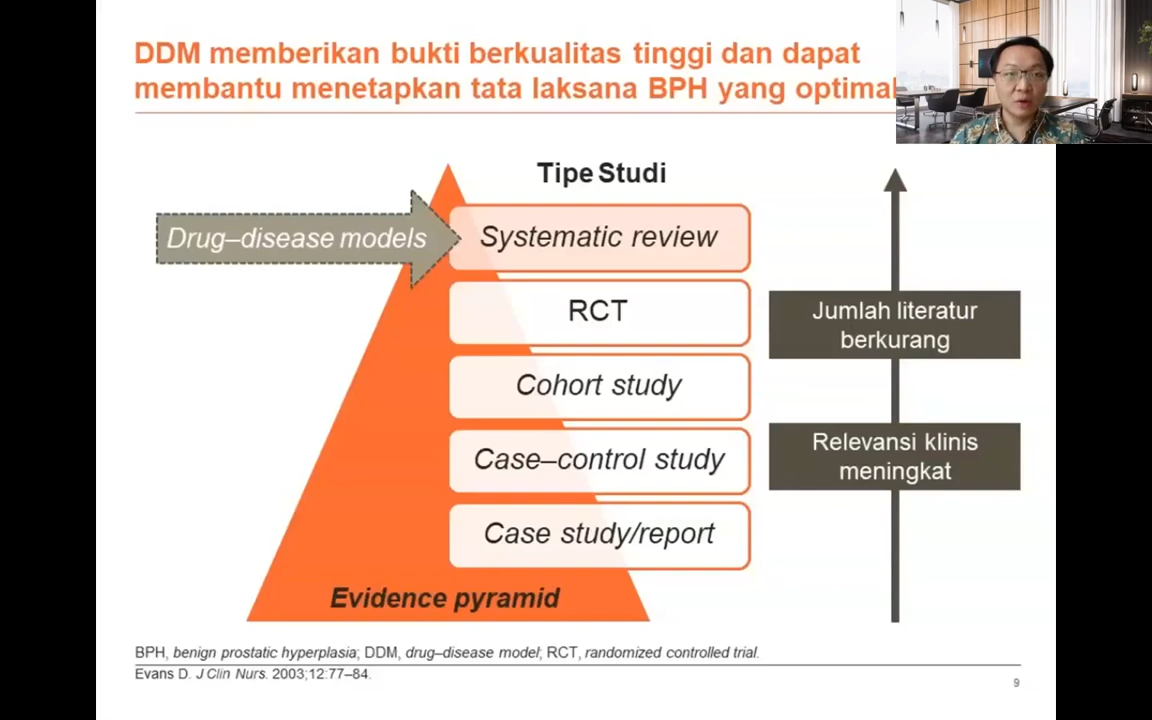 DDM memberikan bukti berkualitas tinggi dan dapat
membantu menetapkan tata laksana BPH yang optimal
Tipe Studi
Drug–disease models
Systematic review
RCT
Cohort study
Case–control study
Case study/report
Evidence pyramid
Jumlah literatur
berkurang
Relevansi klinis
meningkat
BPH, benign prostatic hyperplasia; DDM, drug–disease model; RCT, randomized controlled trial.
Evans D. J Clin Nurs. 2003;12:77–84.
9